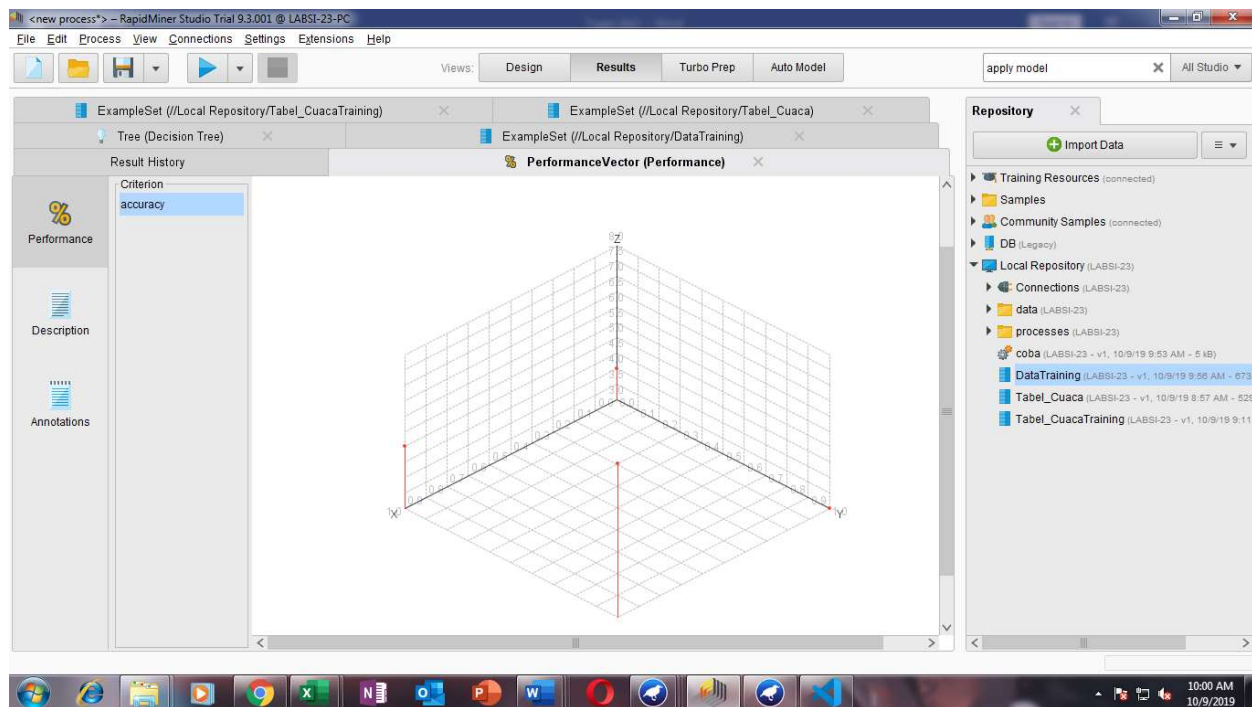 <new process*> – RapidMiner Studio Trial 9.3.001 @ LABSI-23-PC
File Edit Process View Connections Settings Extensions Help
Views: Design Results Turbo Prep Auto Model
apply model
All Studio
ExampleSet (//Local Repository/Tabel_CuacaTraining)
ExampleSet (//Local Repository/Tabel_Cuaca)
Tree (Decision Tree)
ExampleSet (//Local Repository/DataTraining)
Result History
PerformanceVector (Performance)
Performance
Description
Annotations
Criterion
accuracy
Z
X
Y
Repository
Import Data
Training Resources (connected)
Samples
Community Samples (connected)
DB (Legacy)
Local Repository (LABSI-23)
Connections (LABSI-23)
data (LABSI-23)
processes (LABSI-23)
coba (LABSI-23 - v1, 10/9/19 9:53 AM - 5 kB)
DataTraining (LABSI-23 - v1, 10/9/19 9:56 AM - 673
Tabel_Cuaca (LABSI-23 - v1, 10/9/19 8:57 AM - 529
Tabel_CuacaTraining (LABSI-23 - v1, 10/9/19 9:11
10:00 AM
10/9/2019